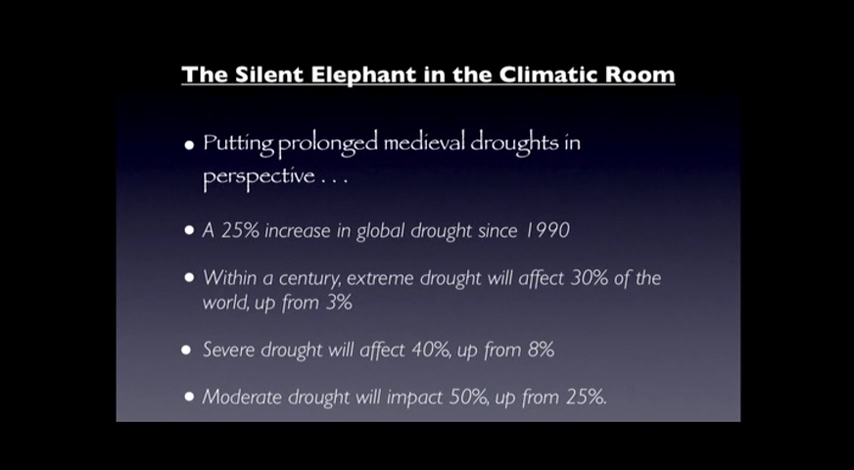 The Silent Elephant in the Climatic Room
• Putting prolonged medieval droughts in
perspective . . .
• A 25% increase in global drought since 1990
• Within a century, extreme drought will affect 30% of the
world, up from 3%
• Severe drought will affect 40%, up from 8%
• Moderate drought will impact 50%, up from 25%.